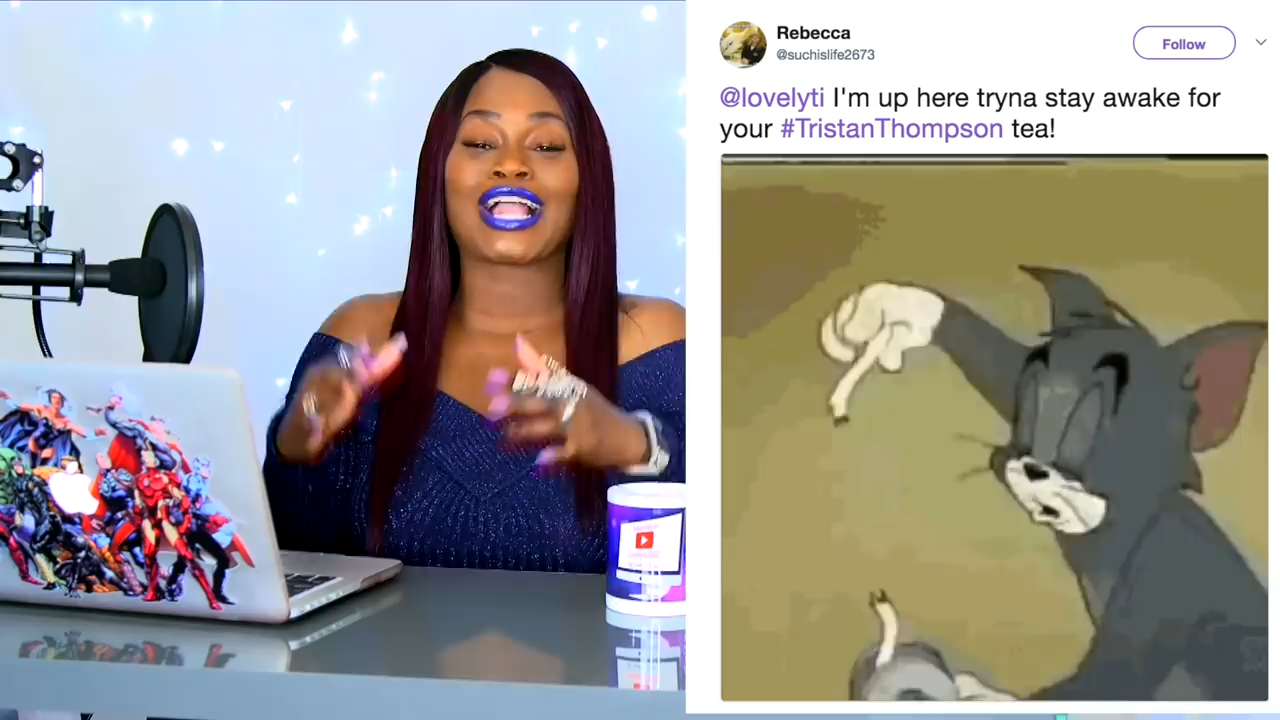 Rebecca
@suchislife2673
Follow
@lovelyti I'm up here tryna stay awake for
your #TristanThompson tea!